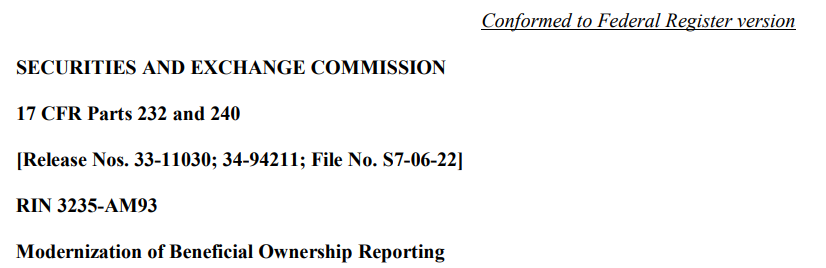 Conformed to Federal Register version
SECURITIES AND EXCHANGE COMMISSION
17 CFR Parts 232 and 240
[Release Nos. 33-11030; 34-94211; File No. S7-06-22]
RIN 3235-AM93
Modernization of Beneficial Ownership Reporting